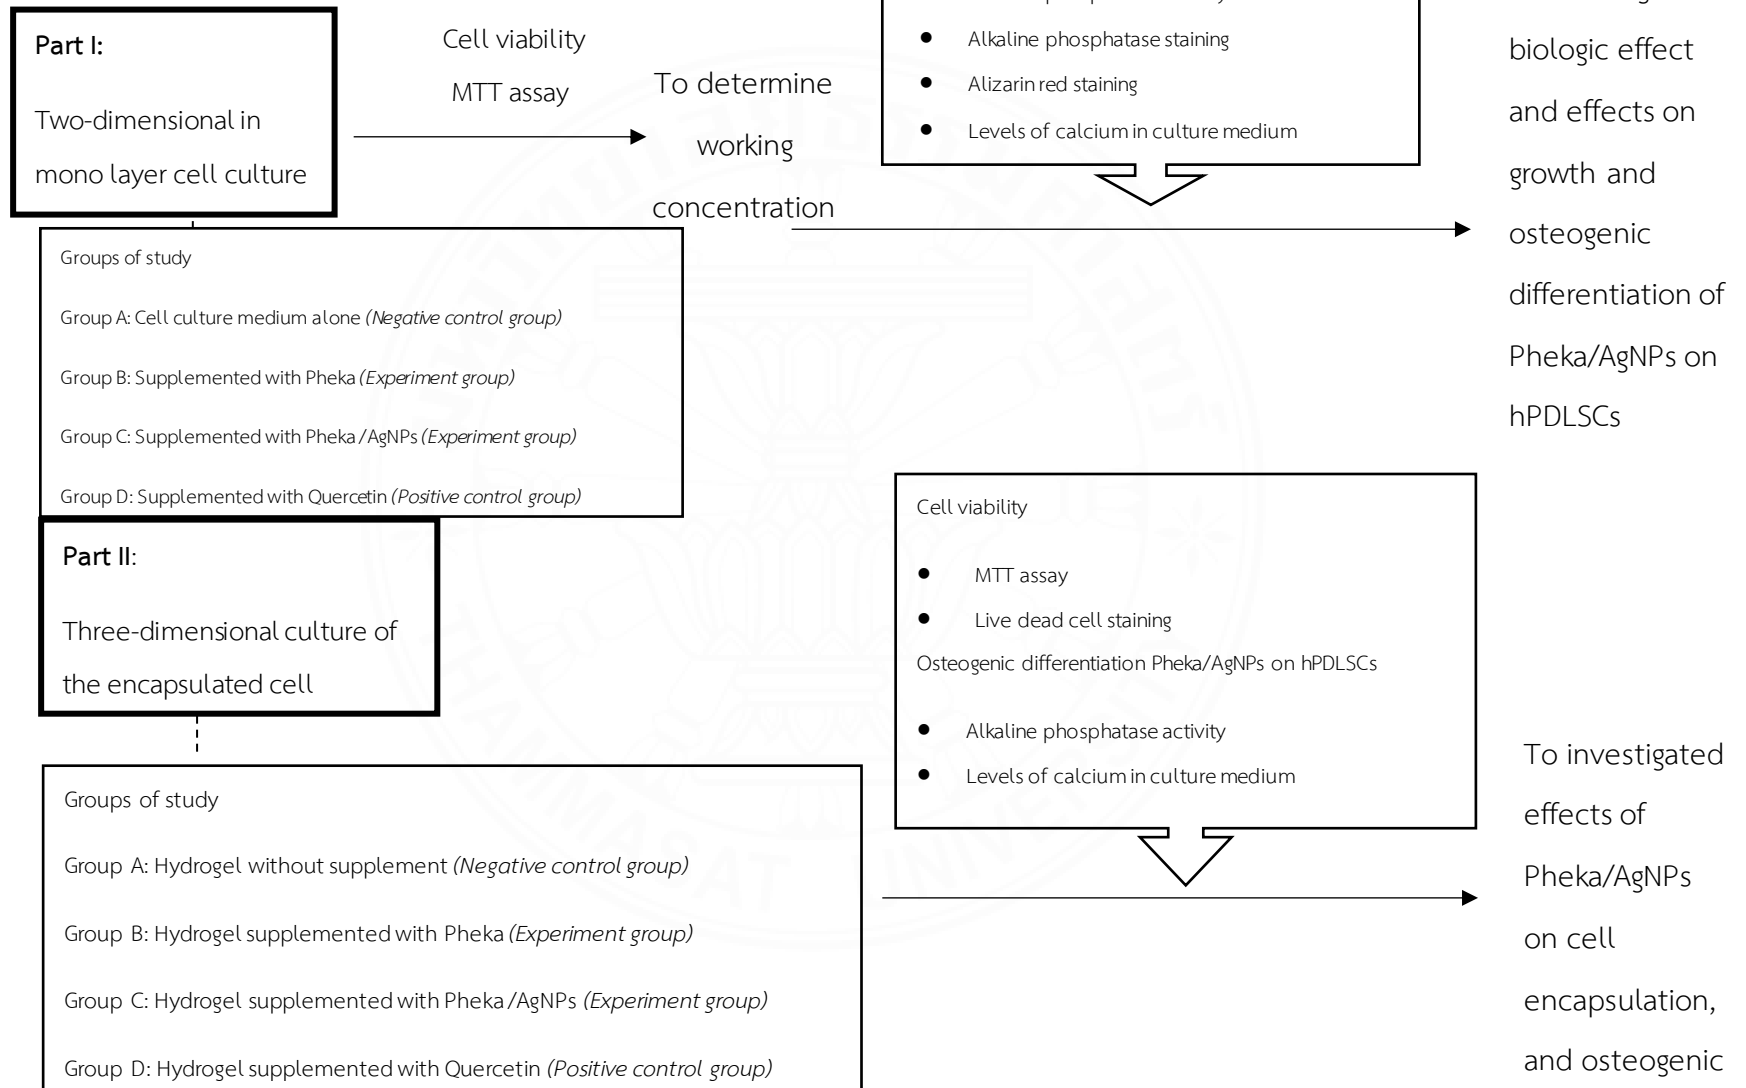 Part I:
Two-dimensional in
mono layer cell culture
Cell viability
MTT assay
To determine
working
concentration
Alkaline phosphatase staining
Alizarin red staining
Levels of calcium in culture medium
biologic effect
and effects on
growth and
osteogenic
differentiation of
Pheka/AgNPs on
hPDLSCs
Groups of study
Group A: Cell culture medium alone (Negative control group)
Group B: Supplemented with Pheka (Experiment group)
Group C: Supplemented with Pheka /AgNPs (Experiment group)
Group D: Supplemented with Quercetin (Positive control group)
Part II:
Three-dimensional culture of
the encapsulated cell
Cell viability
MTT assay
Live dead cell staining
Osteogenic differentiation Pheka/AgNPs on hPDLSCs
Alkaline phosphatase activity
Levels of calcium in culture medium
Groups of study
Group A: Hydrogel without supplement (Negative control group)
Group B: Hydrogel supplemented with Pheka (Experiment group)
Group C: Hydrogel supplemented with Pheka /AgNPs (Experiment group)
Group D: Hydrogel supplemented with Quercetin (Positive control group)
To investigated
effects of
Pheka/AgNPs
on cell
encapsulation,
and osteogenic
THAMMASAT UNIVERSITY